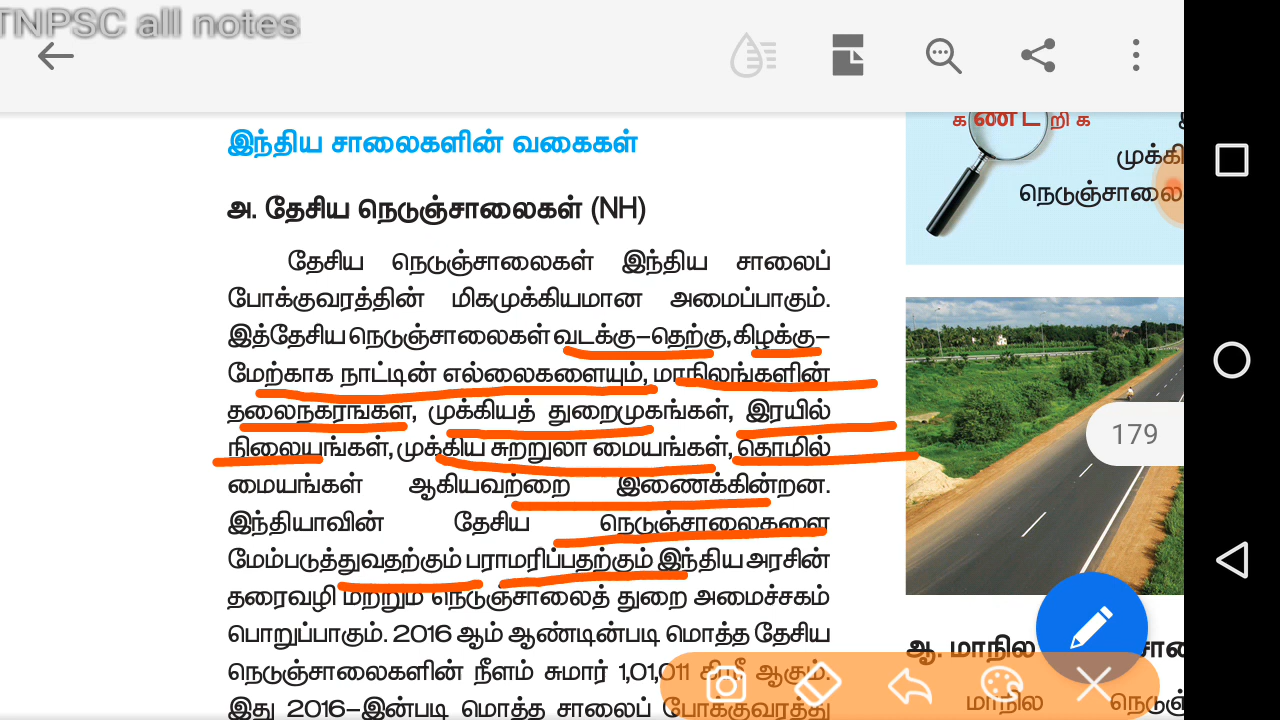 TNPSC all notes
இந்திய சாலைகளின் வகைகள்
அ. தேசிய நெடுஞ்சாலைகள் (NH)
தேசிய நெடுஞ்சாலைகள் இந்திய சாலைப்
போக்குவரத்தின் மிகமுக்கியமான அமைப்பாகும்.
இத்தேசிய நெடுஞ்சாலைகள் வடக்கு–தெற்கு, கிழக்கு–
மேற்காக நாட்டின் எல்லைகளையும், மாநிலங்களின்
தலைநகரங்கள், முக்கியத் துறைமுகங்கள், இரயில்
நிலையங்கள், முக்கிய சுற்றுலா மையங்கள், தொழில்
மையங்கள் ஆகியவற்றை இணைக்கின்றன.
இந்தியாவின் தேசிய நெடுஞ்சாலைகளை
மேம்படுத்துவதற்கும் பராமரிப்பதற்கும் இந்திய அரசின்
தரைவழி மற்றும் நெடுஞ்சாலைத் துறை அமைச்சகம்
பொறுப்பாகும். 2016 ஆம் ஆண்டின்படி மொத்த தேசிய
நெடுஞ்சாலைகளின் நீளம் சுமார் 1,01,011 கி.மீ ஆகும்.
இது 2016–இன்படி மொத்த சாலைப் போக்குவரத்து
கண்டறிக
முக்கி
நெடுஞ்சாலை
179
ஆ. மாநில
மாநில நெடுஞ்